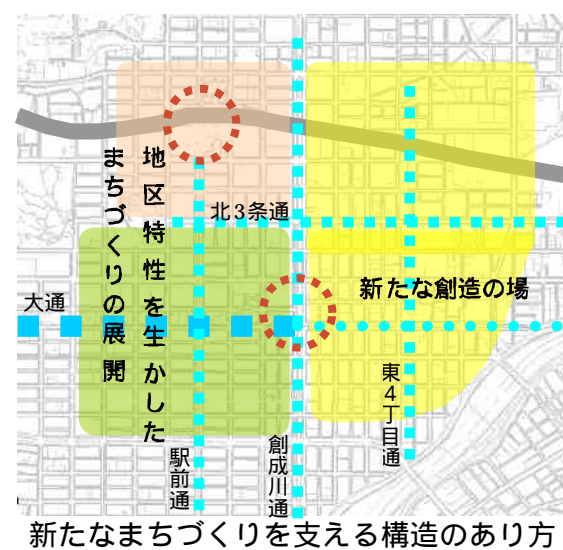 地区特性を生かした
まちづくりの展開
北3条通
大通
新たな創造の場
東4丁目通
駅前通
創成川通
新たなまちづくりを支える構造のあり方